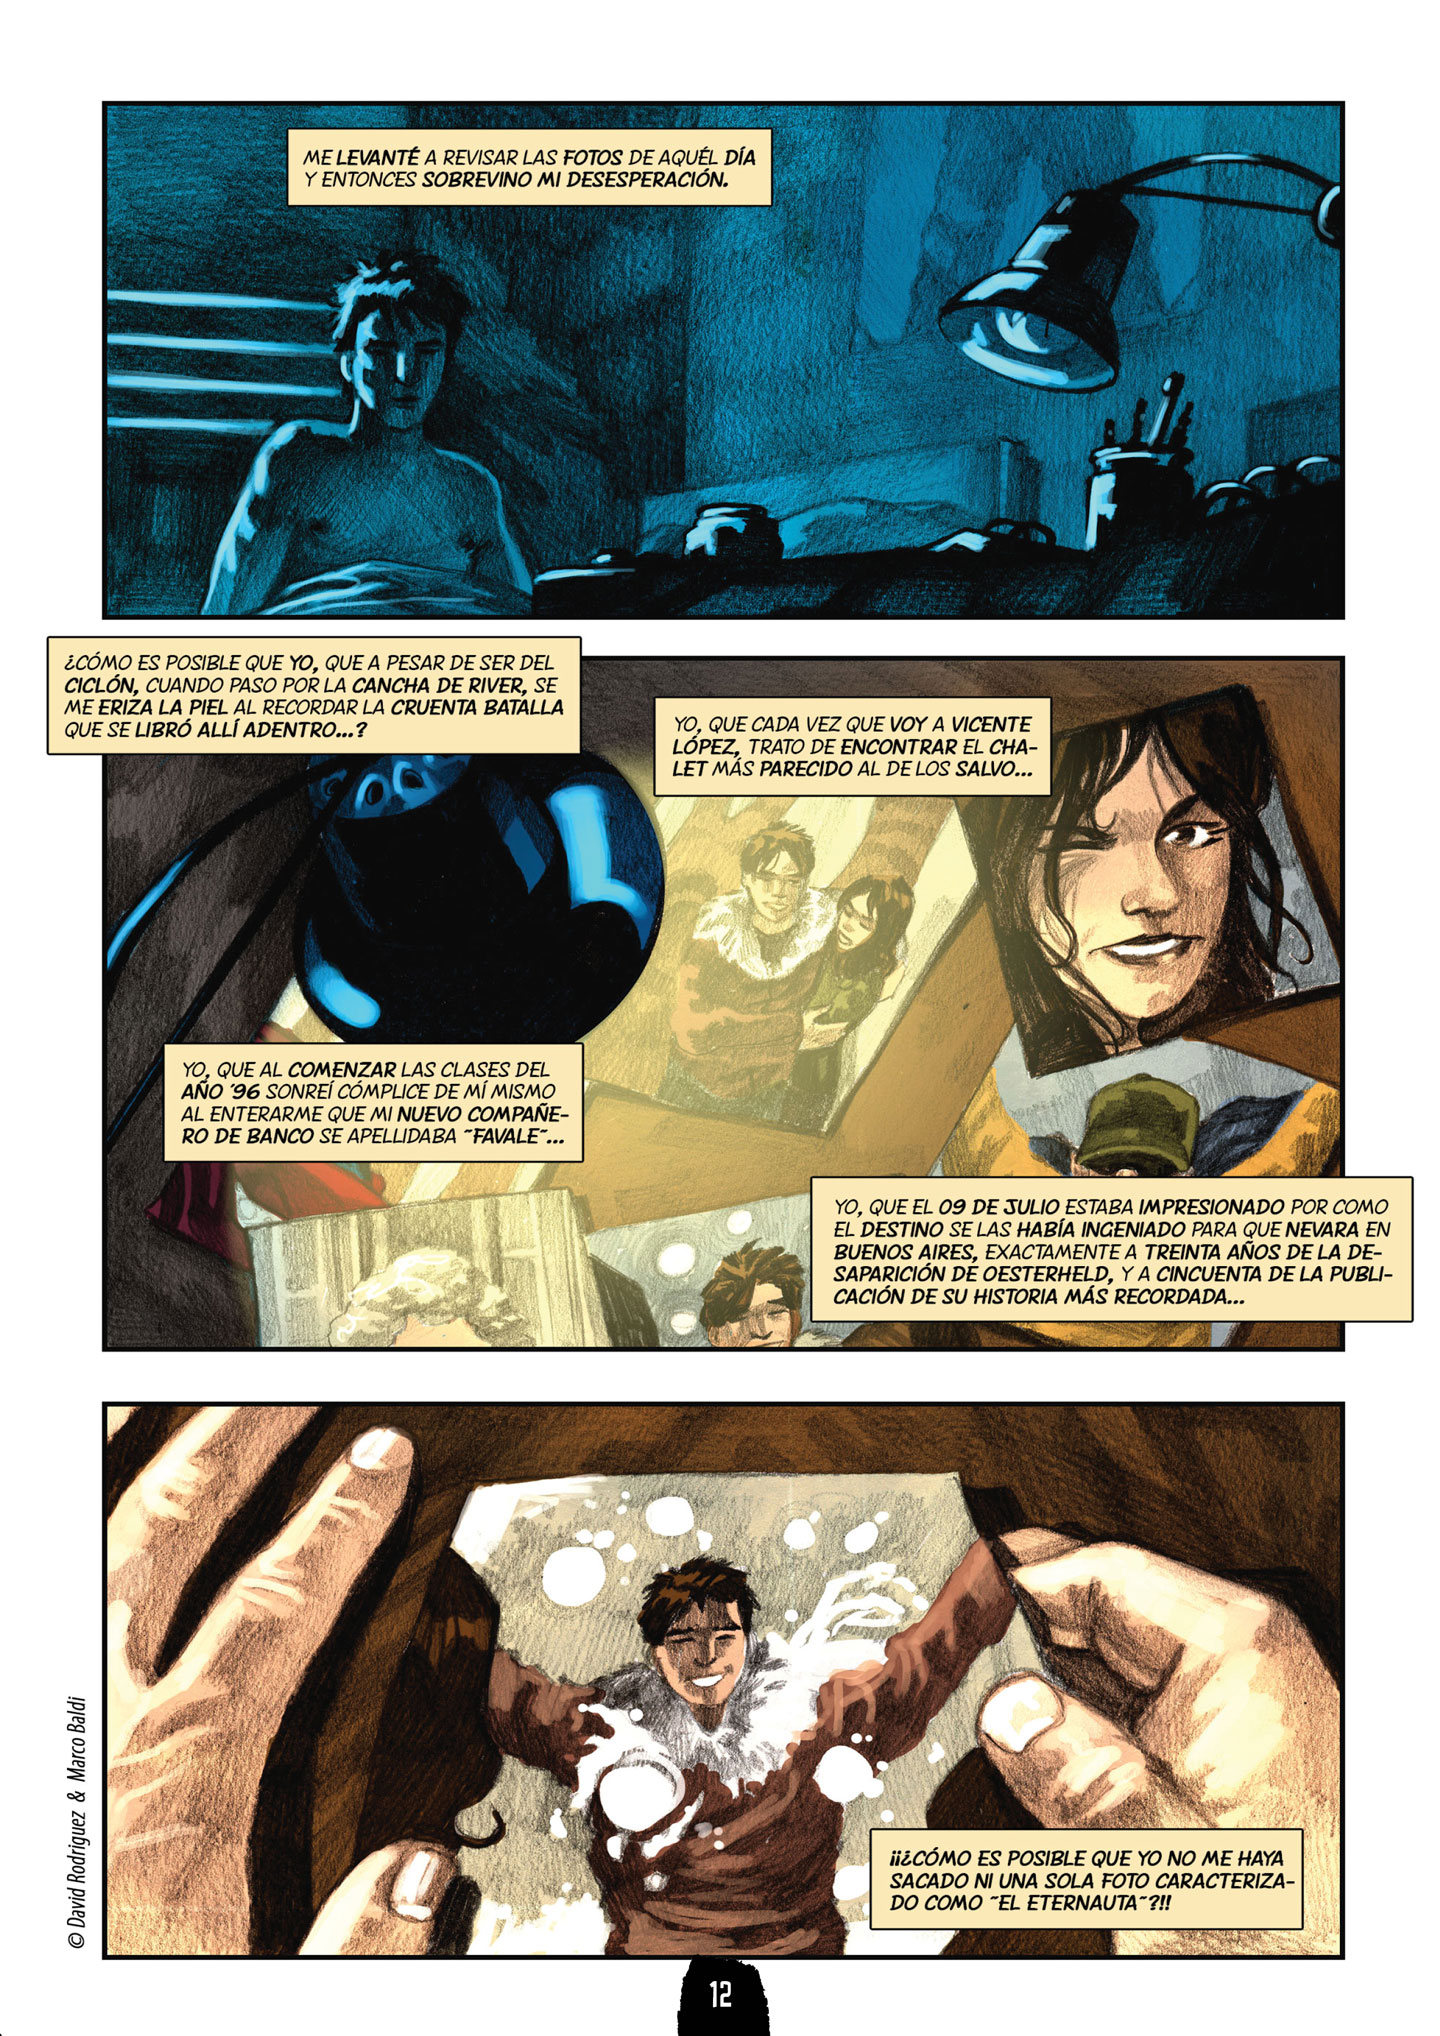 ME LEVANTÉ A REVISAR LAS FOTOS DE AQUÉL DÍA
Y ENTONCES SOBREVINO MI DESESPERACIÓN.
¿CÓMO ES POSIBLE QUE YO, QUE A PESAR DE SER DEL
CICLÓN, CUANDO PASO POR LA CANCHA DE RIVER, SE
ME ERIZA LA PIEL AL RECORDAR LA CRUENTA BATALLA
QUE SE LIBRÓ ALLÍ ADENTRO...?
YO, QUE CADA VEZ QUE VOY A VICENTE
LÓPEZ, TRATO DE ENCONTRAR EL CHA-
LET MÁS PARECIDO AL DE LOS SALVO...
YO, QUE AL COMENZAR LAS CLASES DEL
AÑO '96 SONREÍ CÓMPLICE DE MÍ MISMO
AL ENTERARME QUE MI NUEVO COMPAÑE-
RO DE BANCO SE APELLIDABA "FAVALE"...
YO, QUE EL 09 DE JULIO ESTABA IMPRESIONADO POR COMO
EL DESTINO SE LAS HABÍA INGENIADO PARA QUE NEVARA EN
BUENOS AIRES, EXACTAMENTE A TREINTA AÑOS DE LA DE-
SAPARICIÓN DE OESTERHELD, Y A CINCUENTA DE LA PUBLI-
CACIÓN DE SU HISTORIA MÁS RECORDADA...
¡¡¿CÓMO ES POSIBLE QUE YO NO ME HAYA
SACADO NI UNA SOLA FOTO CARACTERIZA-
DO COMO "EL ETERNAUTA"?!!
© David Rodriguez & Marco Baldi
12